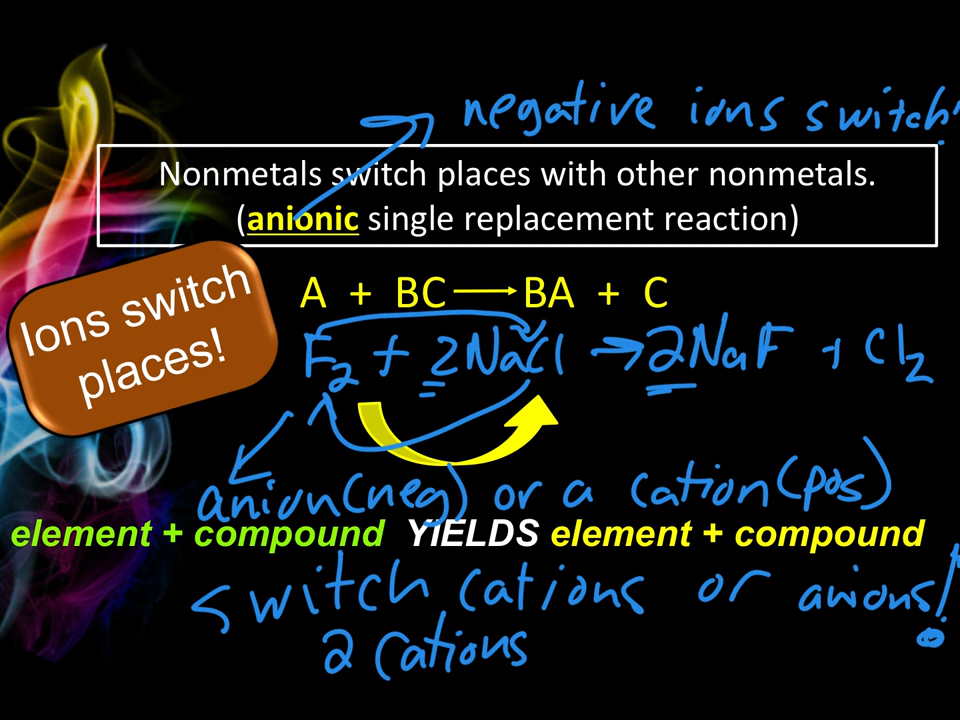 negative ions switch!
Nonmetals switch places with other nonmetals.
(anionic single replacement reaction)
Ions switch
places!
A + BC → BA + C
F₂ + 2NaCl → 2NaF + Cl₂
anion(neg) or a cation(pos)
element + compound YIELDS element + compound
switch cations or anions!
2 cations